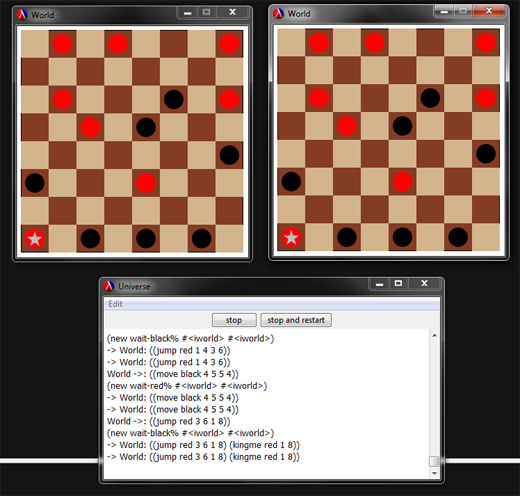 World
World
Universe
Edit
stop
stop and restart
(new wait-black% #<iworld> #<iworld>)
-> World: ((jump red 1 4 3 6))
-> World: ((jump red 1 4 3 6))
World ->: ((move black 4 5 5 4))
(new wait-red% #<iworld> #<iworld>)
-> World: ((move black 4 5 5 4))
-> World: ((move black 4 5 5 4))
World ->: ((jump red 3 6 1 8))
(new wait-black% #<iworld> #<iworld>)
-> World: ((jump red 3 6 1 8) (kingme red 1 8))
-> World: ((jump red 3 6 1 8) (kingme red 1 8))